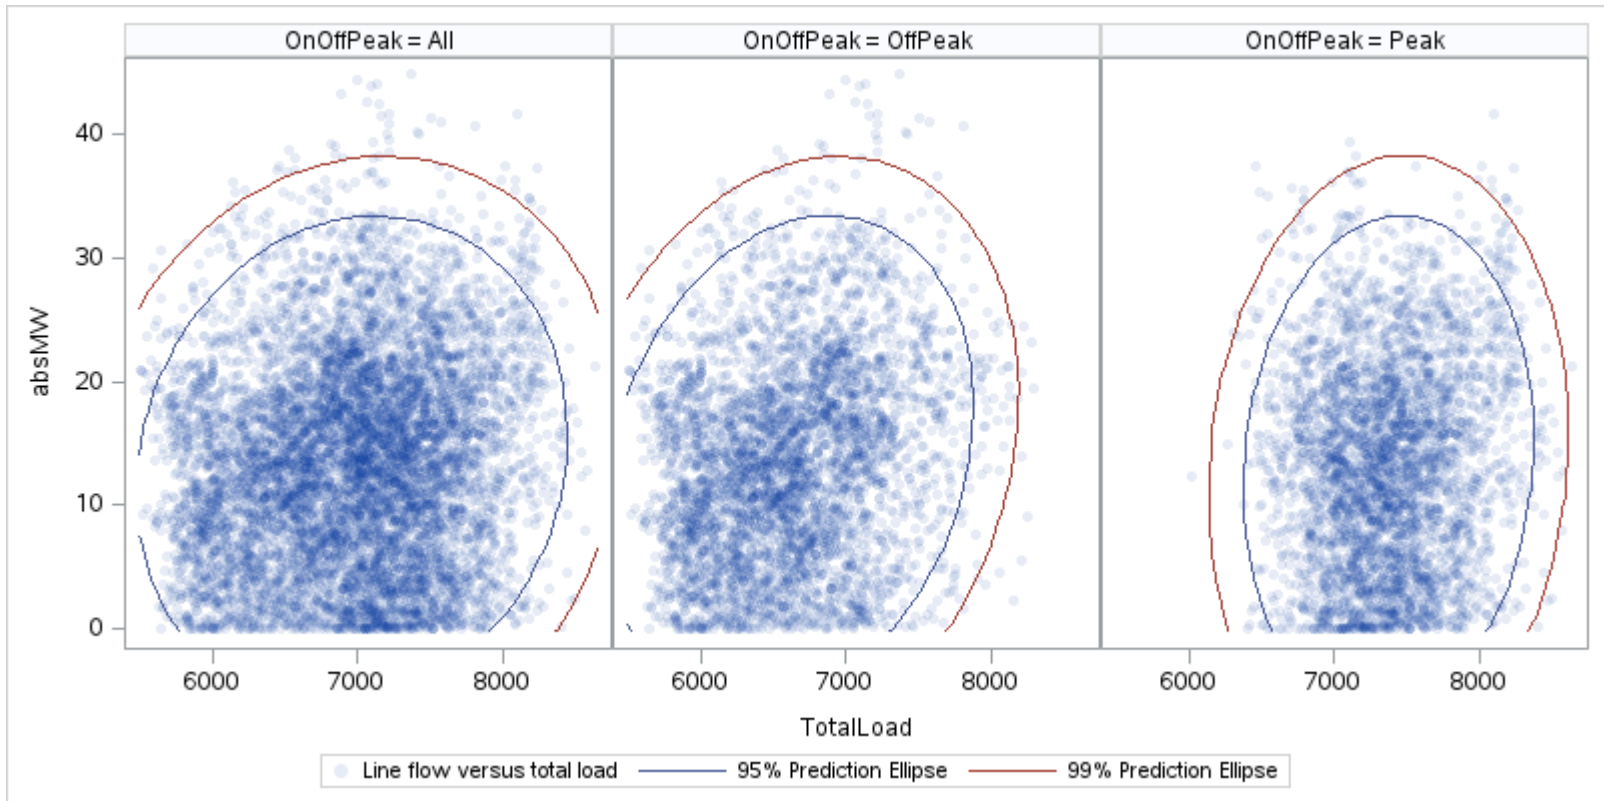 OnOffPeak = All
OnOffPeak = OffPeak
OnOffPeak = Peak
absMW
40
30
20
10
0
6000 7000 8000
6000 7000 8000
6000 7000 8000
TotalLoad
Line flow versus total load
95% Prediction Ellipse
99% Prediction Ellipse